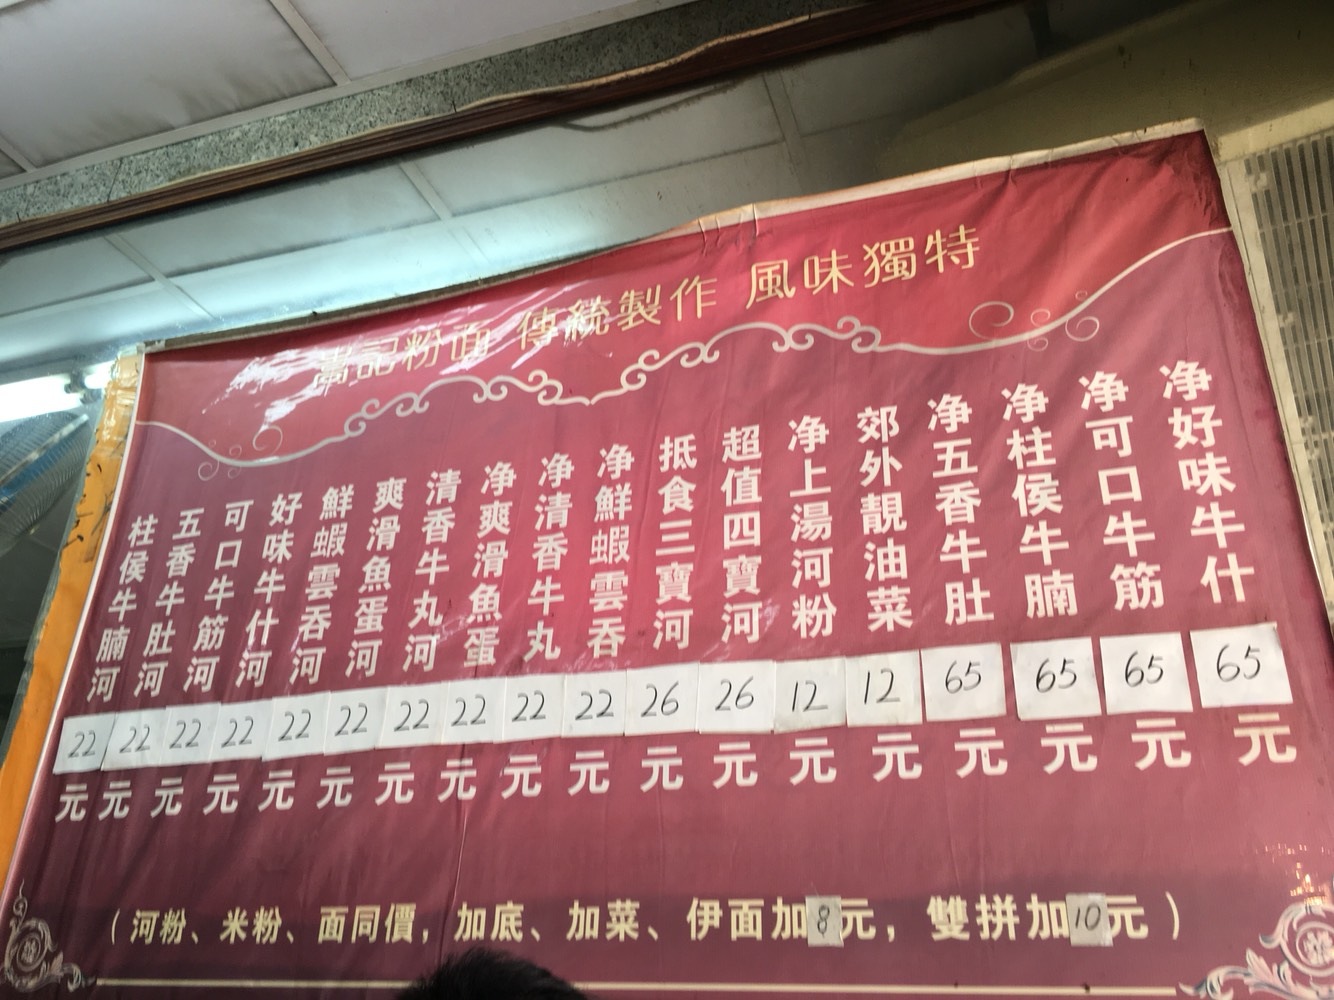 記粉面 傳統製作 風味獨特
柱侯牛腩河22元
五香牛肚河22元
可口牛筋河22元
好味牛什河22元
鮮蝦雲吞河22元
爽滑魚蛋河22元
清香牛丸河22元
净爽滑魚蛋22元
净清香牛丸22元
净鮮蝦雲吞22元
抵食三寶河26元
超值四寶河26元
净上湯河粉12元
郊外靚油菜12元
净五香牛肚65元
净柱侯牛腩65元
净可口牛筋65元
净好味牛什65元
（河粉、米粉、面同價，加底、加菜、伊面加8元，雙拼加10元）